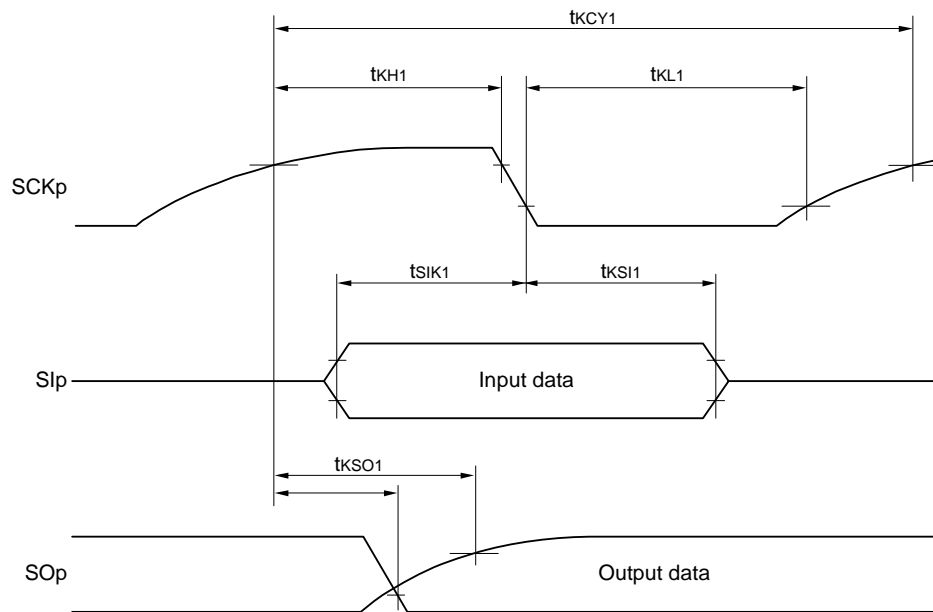 tKCY1
tKH1
tKL1
SCKp
tSIK1
tKSI1
SIp
Input data
tKSO1
SOp
Output data